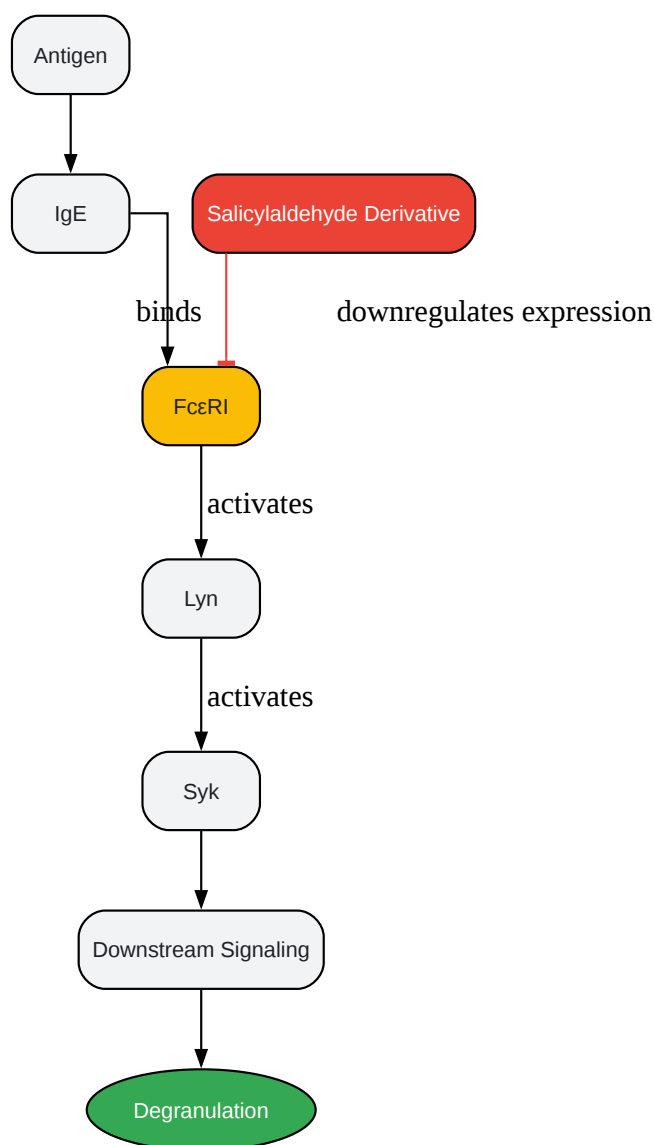 Antigen
IgE
Salicylaldehyde Derivative
binds
downregulates expression
FcεRI
activates
Lyn
activates
Syk
Downstream Signaling
Degranulation